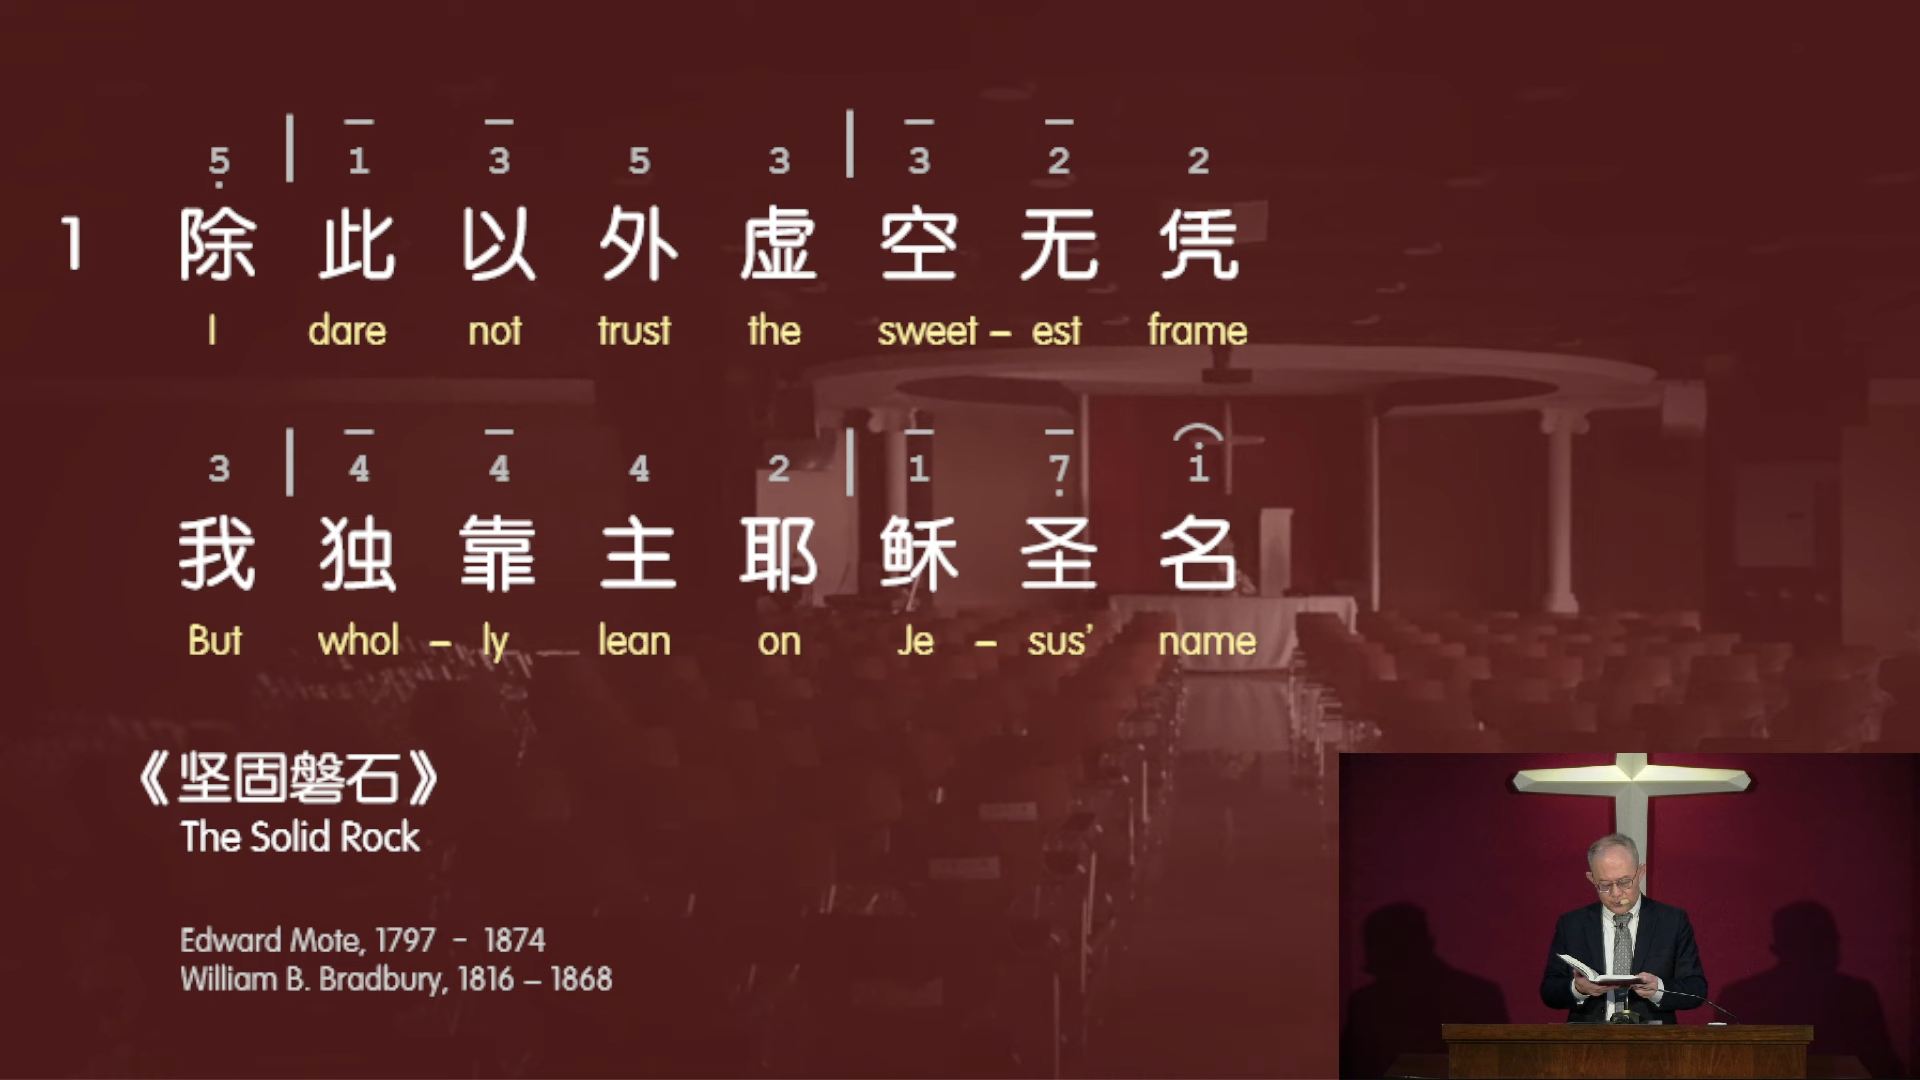 5 | 1 3 5 3 | 3 2 2
1 除此以外虚空无凭
I dare not trust the sweet – est frame
3 | 4 4 4 2 | 1 7 i
我独靠主耶稣圣名
But whol – ly lean on Je – sus’ name
《坚固磐石》
The Solid Rock
Edward Mote, 1797 – 1874
William B. Bradbury, 1816 – 1868